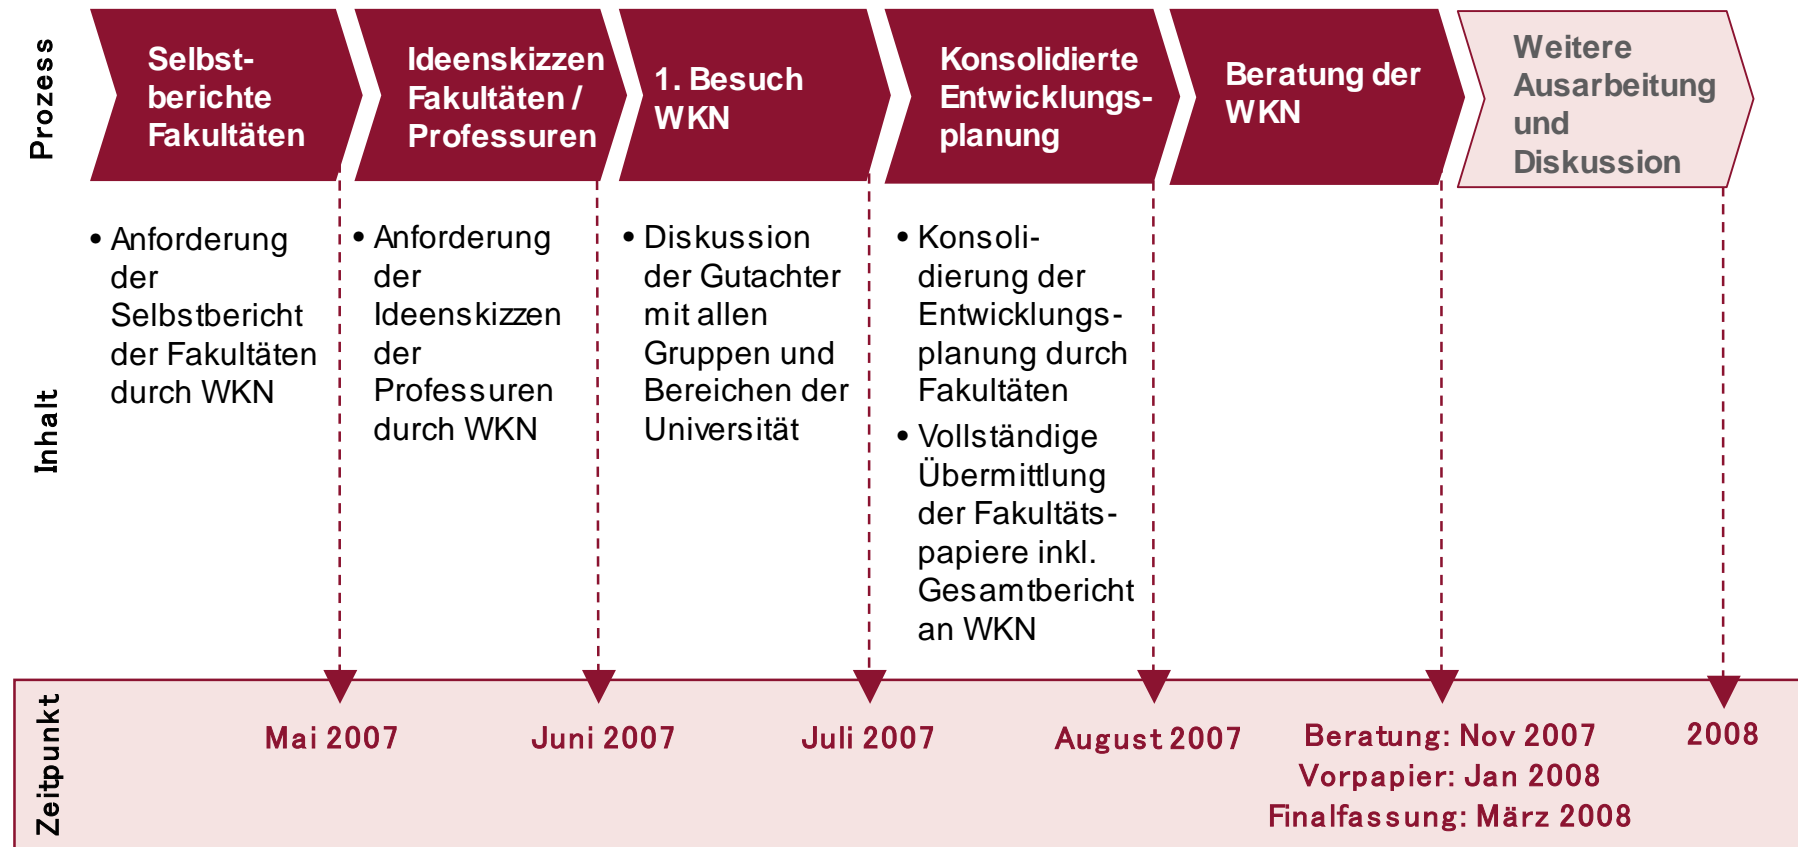 Prozess
Selbst-
berichte
Fakultäten
Ideenskizzen
Fakultäten /
Professuren
1. Besuch
WKN
Konsolidierte
Entwicklungs-
planung
Beratung der
WKN
Weitere
Ausarbeitung
und
Diskussion
Inhalt
• Anforderung
der
Selbstbericht
der Fakultäten
durch WKN
• Anforderung
der
Ideenskizzen
der
Professuren
durch WKN
• Diskussion
der Gutachter
mit allen
Gruppen und
Bereichen der
Universität
• Konsoli-
dierung der
Entwicklungs-
planung durch
Fakultäten
• Vollständige
Übermittlung
der Fakultäts-
papiere inkl.
Gesamtbericht
an WKN
Zeitpunkt
Mai 2007
Juni 2007
Juli 2007
August 2007
Beratung: Nov 2007
Vorpapier: Jan 2008
Finalfassung: März 2008
2008